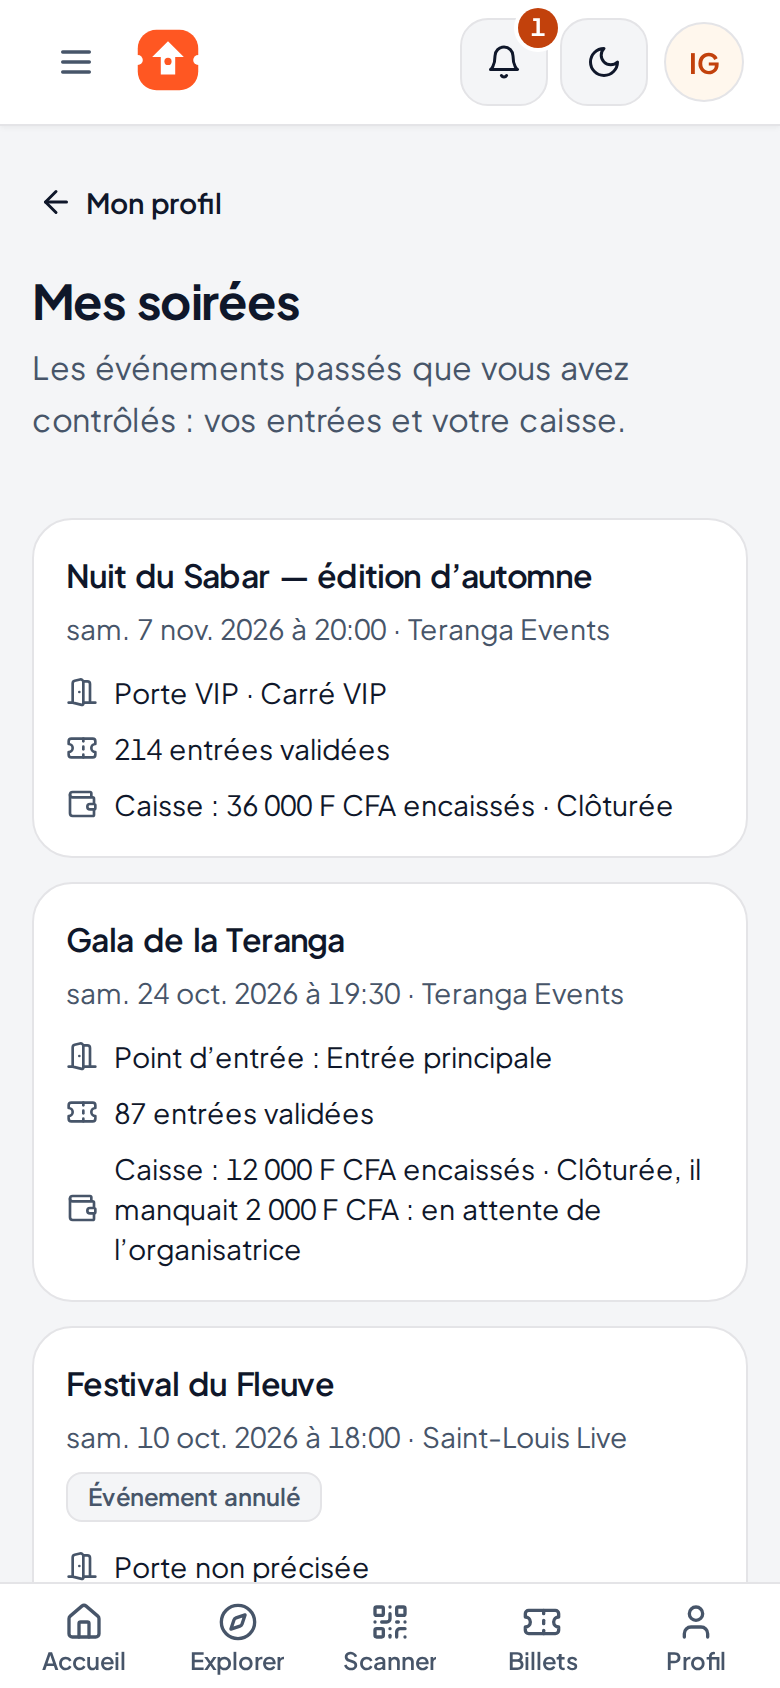 1
IG
Mon profil
Mes soirées
Les événements passés que vous avez
contrôlés : vos entrées et votre caisse.
Nuit du Sabar — édition d’automne
sam. 7 nov. 2026 à 20:00 · Teranga Events
Porte VIP · Carré VIP
214 entrées validées
Caisse : 36 000 F CFA encaissés · Clôturée
Gala de la Teranga
sam. 24 oct. 2026 à 19:30 · Teranga Events
Point d’entrée : Entrée principale
87 entrées validées
Caisse : 12 000 F CFA encaissés · Clôturée, il
manquait 2 000 F CFA : en attente de
l’organisatrice
Festival du Fleuve
sam. 10 oct. 2026 à 18:00 · Saint-Louis Live
Événement annulé
Porte non précisée
Accueil
Explorer
Scanner
Billets
Profil